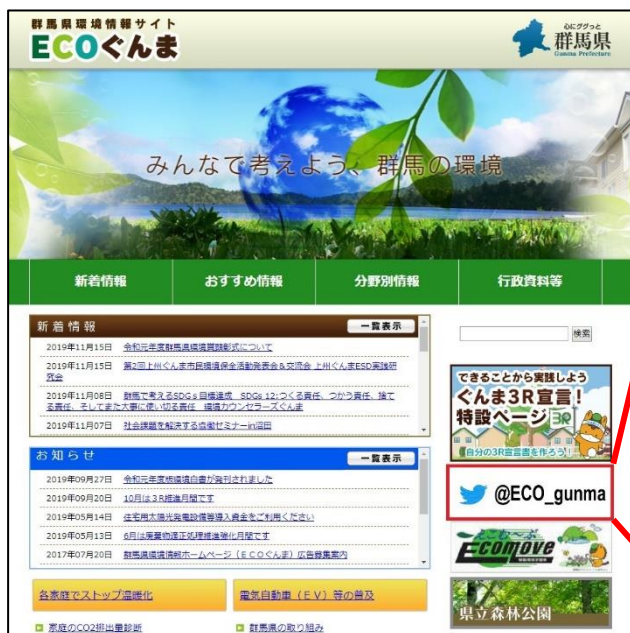 群馬県環境情報サイト
ECOぐんま
心にググっと
群馬県
Gunma Prefecture
みんなで考えよう、群馬の環境
新着情報
おすすめ情報
分野別情報
行政資料等
新着情報
一覧表示
2019年11月15日 令和元年度群馬県環境賞顕彰式について
2019年11月15日 第2回上州ぐんま市民環境保全活動発表会&交流会 上州ぐんまESD実践研
究会
2019年11月08日 群馬で考えるSDGs目標達成 SDGs 12:つくる責任、つかう責任、捨て
る責任、そしてまた大事に使い切る責任 環境カウンセラーズぐんま
2019年11月07日 社会課題を解決する協働セミナーin沼田
お知らせ
一覧表示
2019年09月27日 令和元年度版環境白書が発刊されました
2019年09月20日 10月は3R推進月間です
2019年05月14日 住宅用太陽光発電設備等導入資金をご利用ください
2019年05月13日 6月は廃棄物適正処理推進強化月間です
2017年07月20日 群馬県環境情報ホームページ(ECOぐんま)広告募集案内
各家庭でストップ温暖化
電気自動車(EV)等の普及
家庭のCO2排出量診断
群馬県の取り組み
検索
できることから実践しよう
ぐんま3R宣言!
特設ページ 3R
自分の3R宣言書を作ろう!
@ECO_gunma
えこむーぶ
Ecomove
県立森林公園